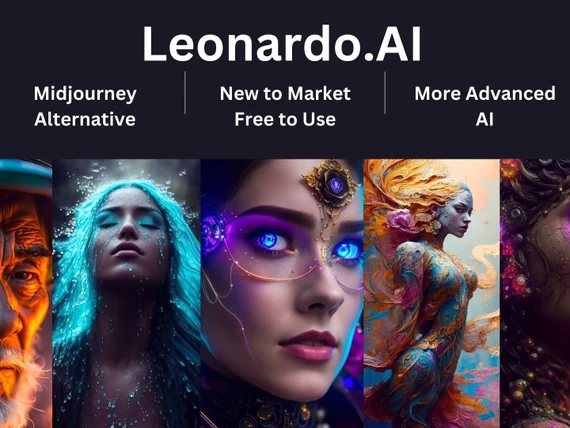 Leonardo.AI
Midjourney
Alternative
New to Market
Free to Use
More Advanced
AI